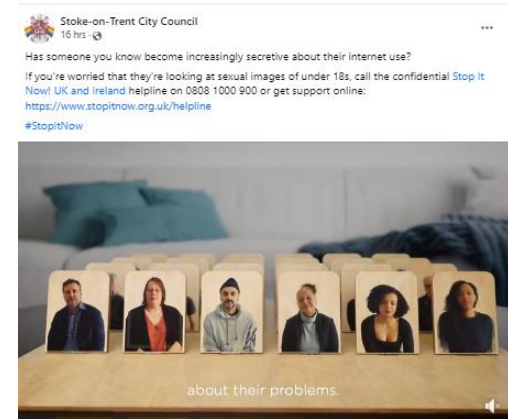 Stoke-on-Trent City Council
16 hrs ·
Has someone you know become increasingly secretive about their internet use?
If you're worried that they're looking at sexual images of under 18s, call the confidential Stop It
Now! UK and Ireland helpline on 0808 1000 900 or get support online:
https://www.stopitnow.org.uk/helpline
#StopItNow
about their problems.